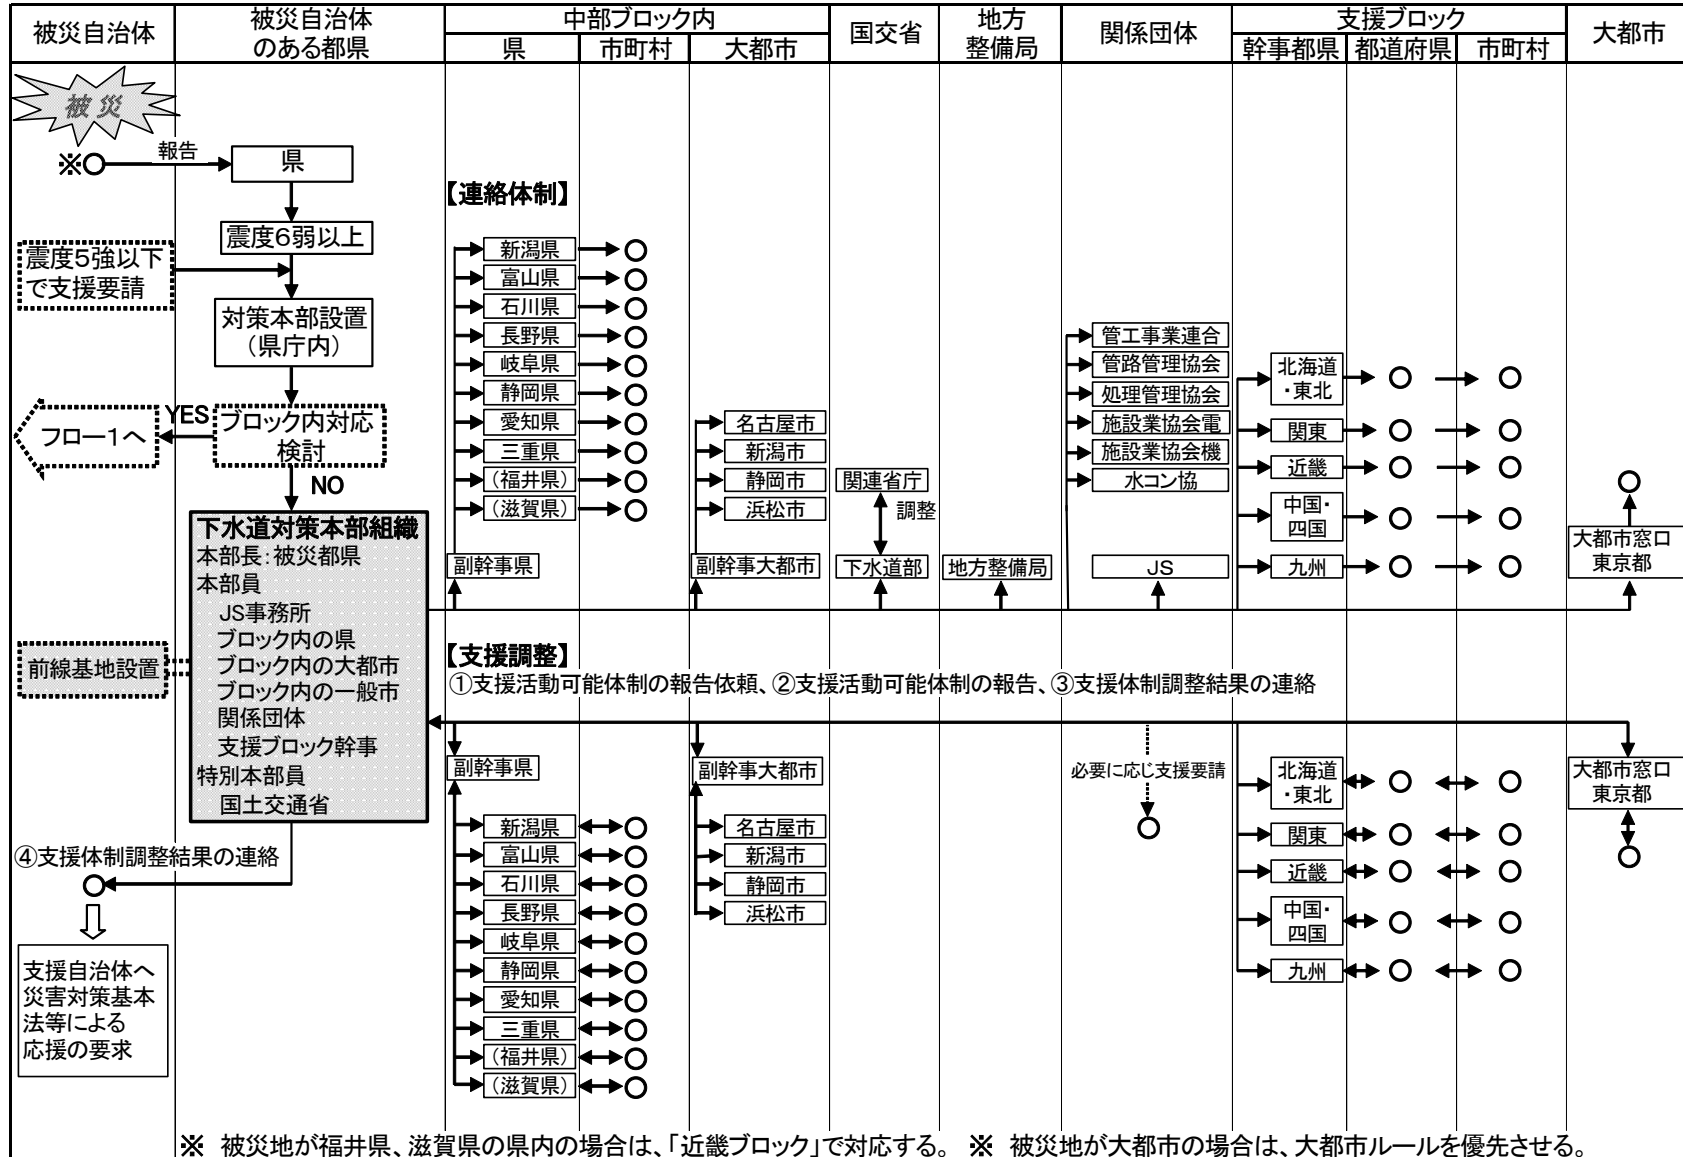 被災自治体
被災自治体
のある都県
中部ブロック内
県
市町村
大都市
国交省
地方
整備局
関係団体
支援ブロック
幹事都県
都道府県
市町村
大都市
被災
※
報告
県
震度6弱以上
震度5強以下
で支援要請
対策本部設置
（県庁内）
ブロック内対応
検討
YES
フロー1へ
NO
下水道対策本部組織
本部長：被災都県
本部員
JS事務所
ブロック内の県
ブロック内の大都市
ブロック内の一般市
関係団体
支援ブロック幹事
特別本部員
国土交通省
前線基地設置
④支援体制調整結果の連絡
支援自治体へ
災害対策基本
法等による
応援の要求
【連絡体制】
新潟県
富山県
石川県
長野県
岐阜県
静岡県
愛知県
三重県
（福井県）
（滋賀県）
副幹事県
名古屋市
新潟市
静岡市
浜松市
副幹事大都市
関連省庁
調整
下水道部
地方整備局
管工事業連合
管路管理協会
処理管理協会
施設業協会電
施設業協会機
水コン協
JS
北海道
・東北
関東
近畿
中国・
四国
九州
大都市窓口
東京都
【支援調整】
①支援活動可能体制の報告依頼、②支援活動可能体制の報告、③支援体制調整結果の連絡
副幹事県
新潟県
富山県
石川県
長野県
岐阜県
静岡県
愛知県
三重県
（福井県）
（滋賀県）
副幹事大都市
名古屋市
新潟市
静岡市
浜松市
必要に応じ支援要請
北海道
・東北
関東
近畿
中国・
四国
九州
大都市窓口
東京都
※ 被災地が福井県、滋賀県の県内の場合は、「近畿ブロック」で対応する。 ※ 被災地が大都市の場合は、大都市ルールを優先させる。